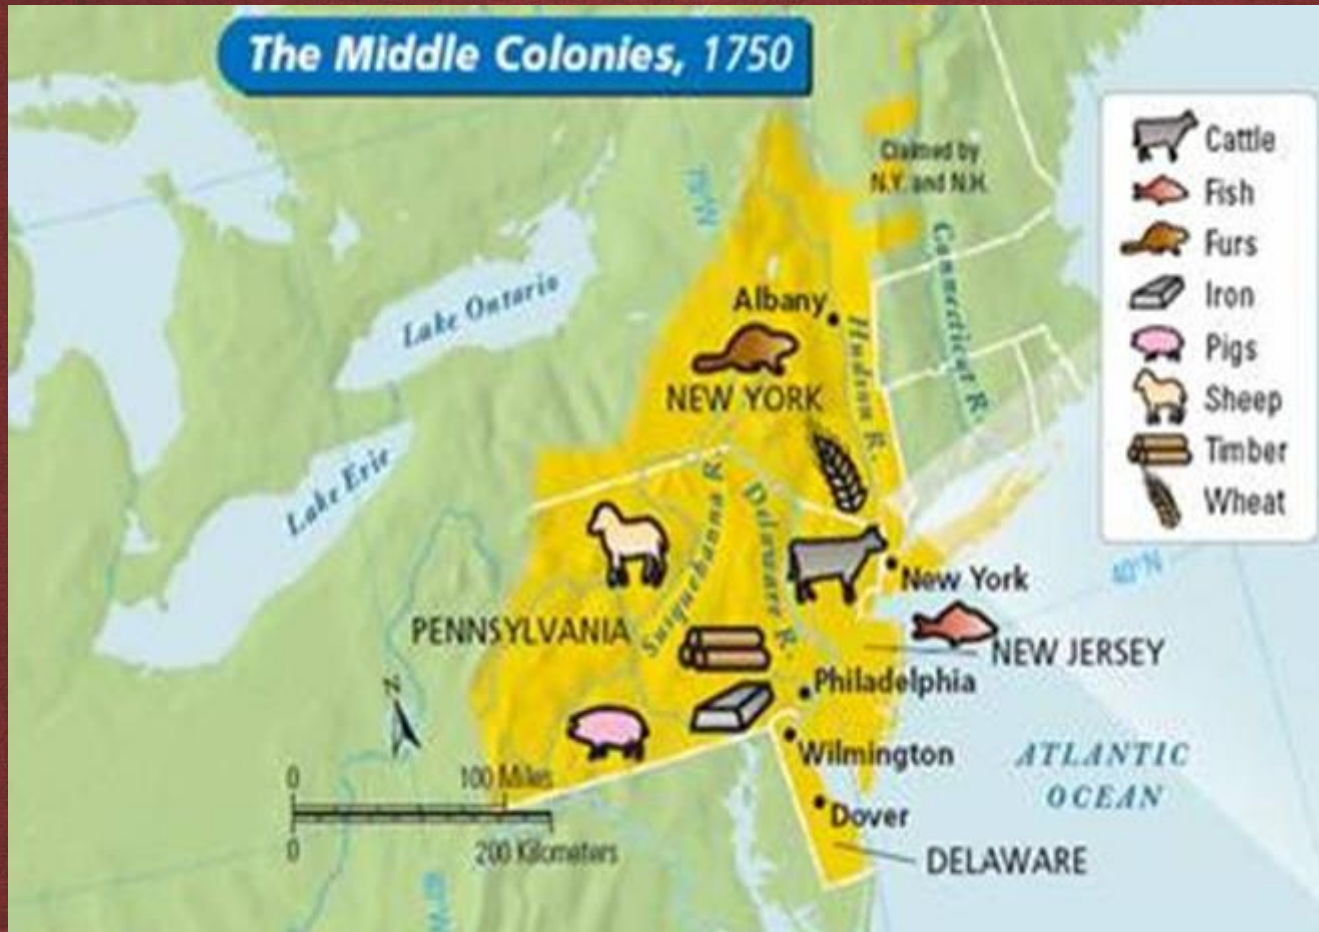 The Middle Colonies, 1750
Claimed by
N.Y. and N.H.
75°W
Connecticut R.
Lake Ontario
Albany
Hudson R.
NEW YORK
Lake Erie
Susquehanna R.
Delaware R.
New York
40°N
PENNSYLVANIA
NEW JERSEY
Philadelphia
N
Wilmington
ATLANTIC
OCEAN
0
100 Miles
Dover
0
200 Kilometers
DELAWARE
Cattle
Fish
Furs
Iron
Pigs
Sheep
Timber
Wheat